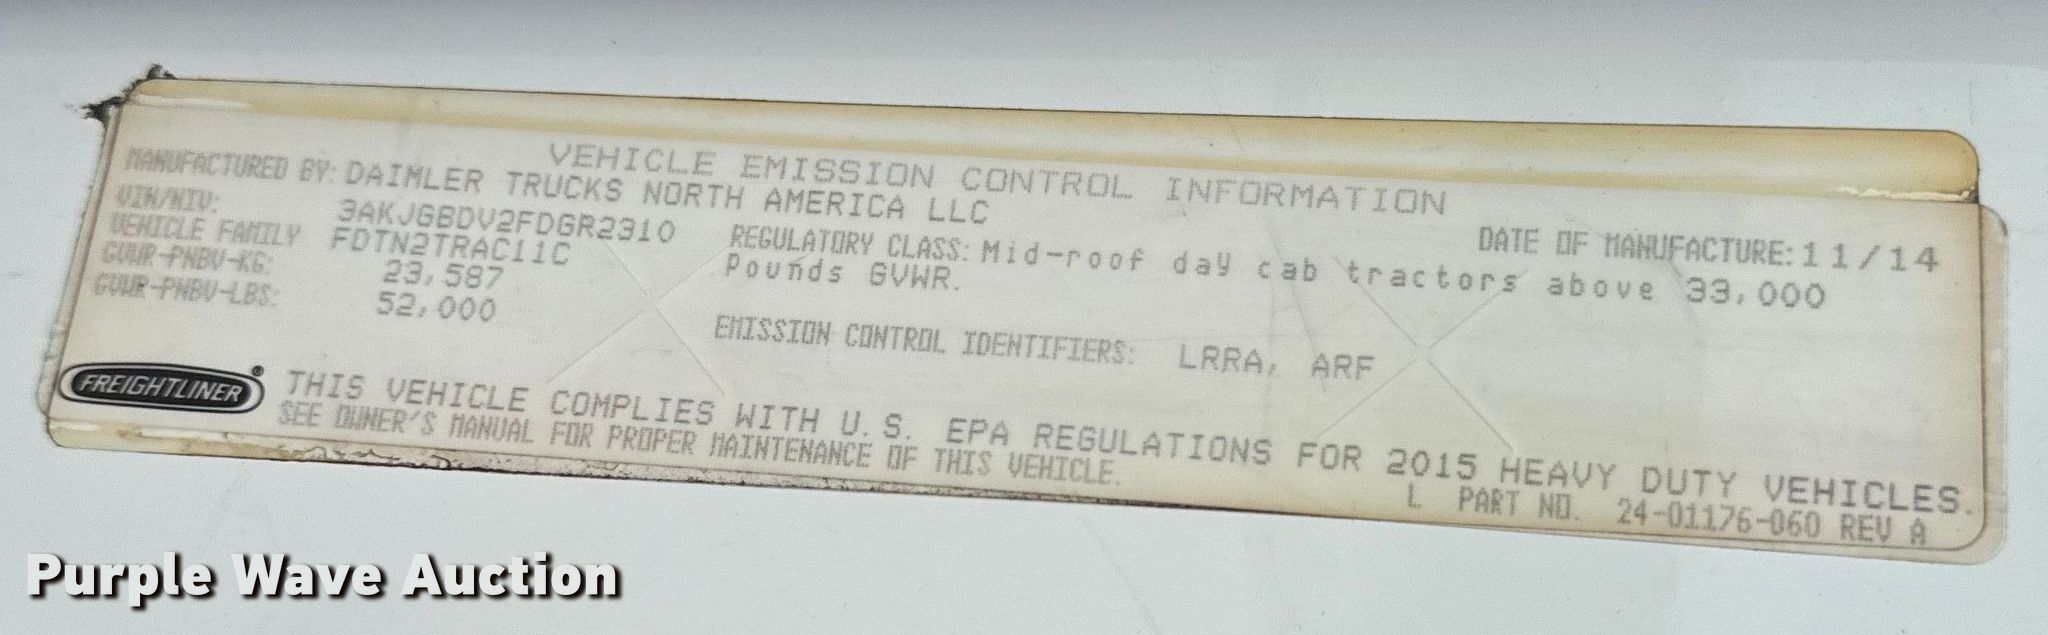 VEHICLE EMISSION CONTROL INFORMATION
MANUFACTURED BY: DAIMLER TRUCKS NORTH AMERICA LLC
DATE OF MANUFACTURE: 11/14
VIN/NIV: 3AKJGBDV2FDGR2310
VEHICLE FAMILY FDTN2TRAC11C
REGULATORY CLASS: Mid-roof day cab tractors above 33,000
Pounds GVWR.
GVWR-PNBV-KG: 23,587
GVWR-PNBV-LBS: 52,000
EMISSION CONTROL IDENTIFIERS: LRRA, ARF
FREIGHTLINER®
THIS VEHICLE COMPLIES WITH U.S. EPA REGULATIONS FOR 2015 HEAVY DUTY VEHICLES.
SEE OWNER'S MANUAL FOR PROPER MAINTENANCE OF THIS VEHICLE.
L PART NO. 24-01176-060 REV A
Purple Wave Auction